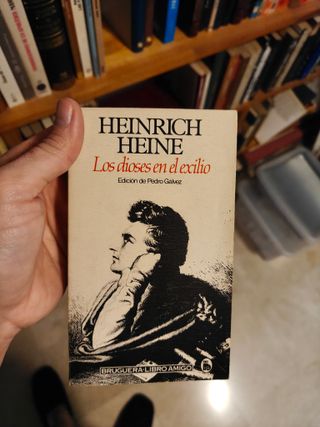 HEINRICH
HEINE
Los dioses en el exilio
Edición de Pedro Gálvez
BRUGUERA·LIBRO AMIGO